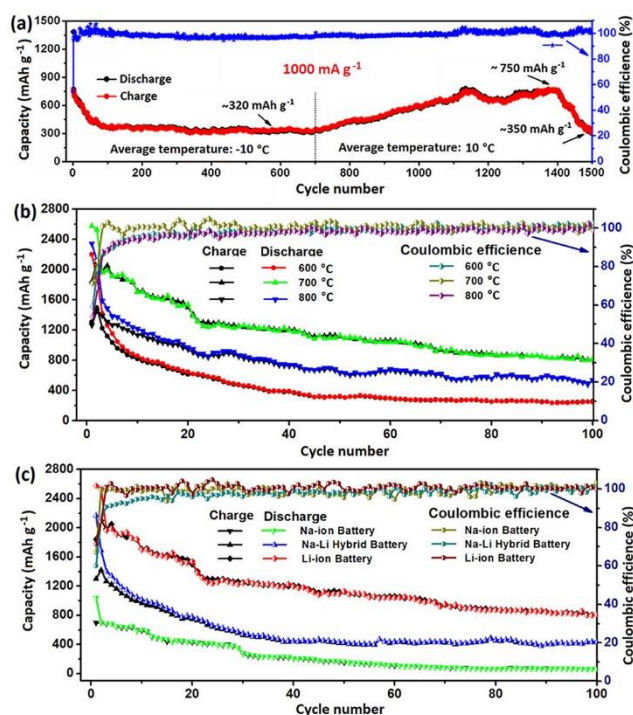 (a)
1500
1200
900
600
300
0
Capacity (mAh g⁻¹)
100
80
60
40
20
0
Coulombic efficience (%)
1000 mA g⁻¹
Discharge
Charge
~320 mAh g⁻¹
~ 750 mAh g⁻¹
~350 mAh g⁻¹
Average temperature: -10 °C
Average temperature: 10 °C
0 200 400 600 800 1000 1200 1400 1500
Cycle number
(b)
2800
2400
2000
1600
1200
800
400
0
Capacity (mAh g⁻¹)
100
80
60
40
20
0
Coulombic efficience (%)
Charge Discharge Coulombic efficience
600 °C 600 °C
700 °C 700 °C
800 °C 800 °C
0 20 40 60 80 100
Cycle number
(c)
2800
2400
2000
1600
1200
800
400
0
Capacity (mAh g⁻¹)
100
80
60
40
20
0
Coulombic efficience (%)
Charge Discharge Coulombic efficience
Na-ion Battery Na-ion Battery
Na-Li Hybrid Battery Na-Li Hybrid Battery
Li-ion Battery Li-ion Battery
0 20 40 60 80 100
Cycle number